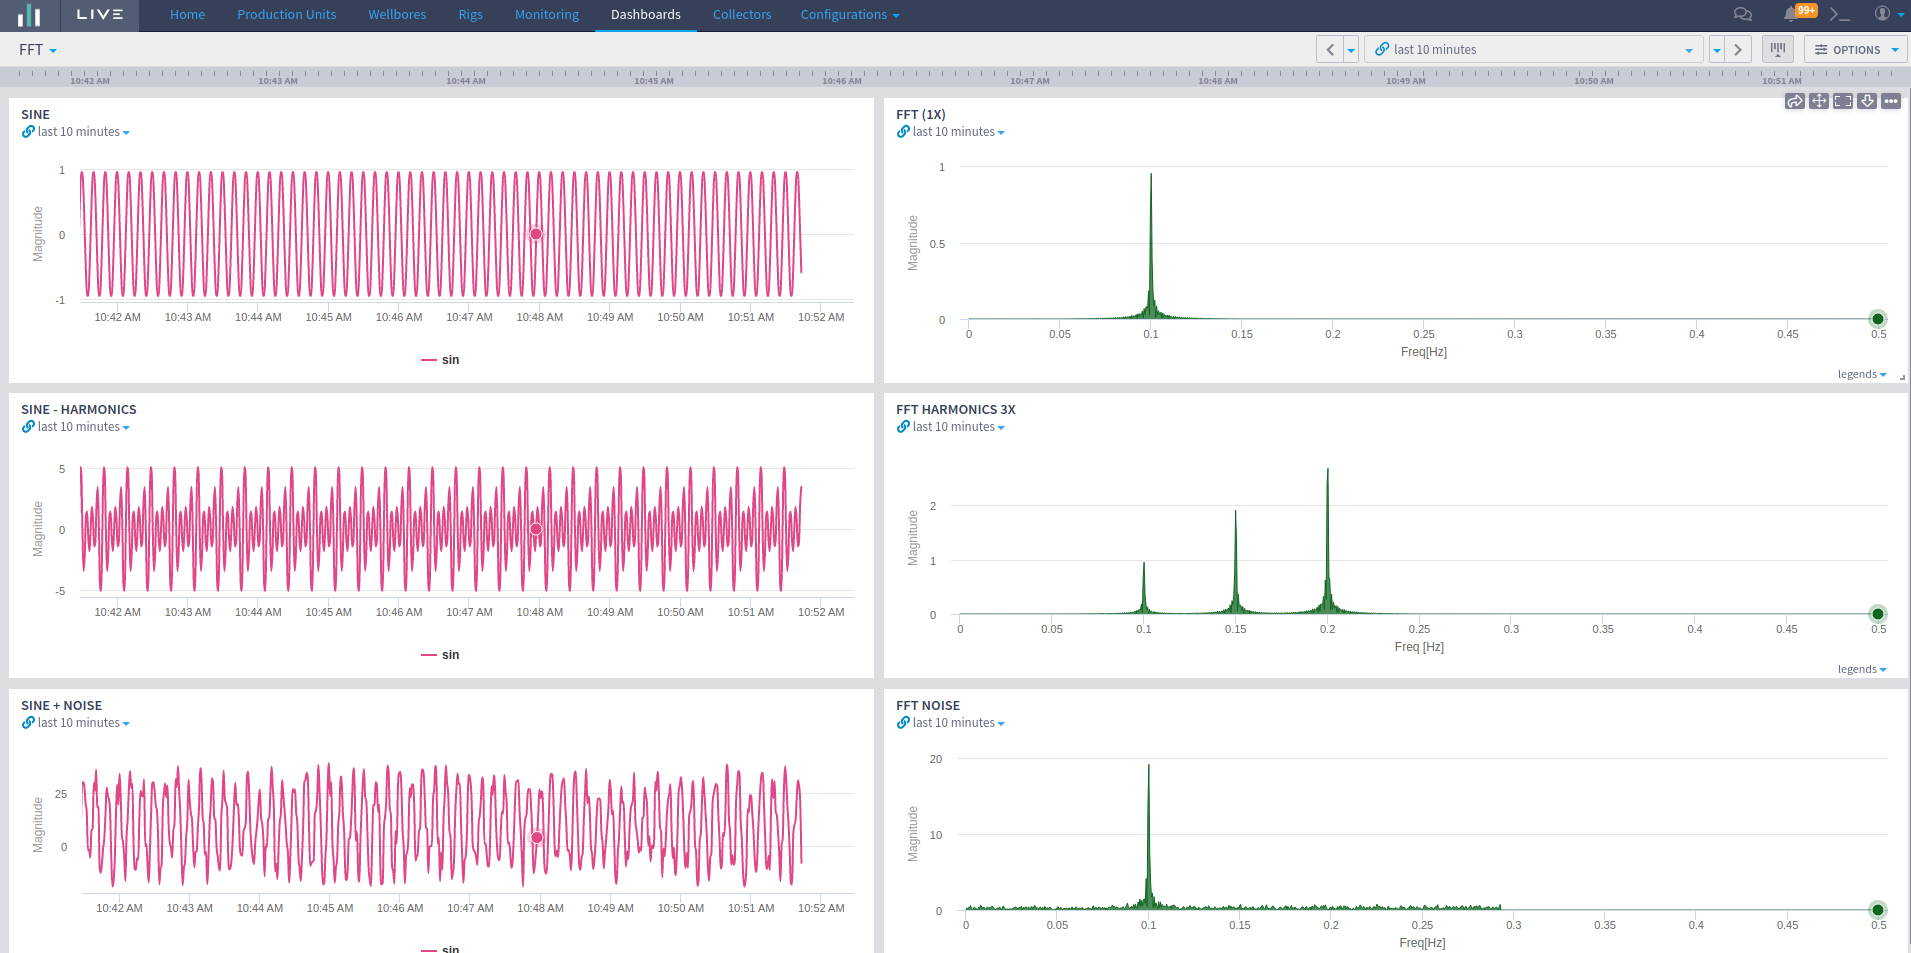 LIVE Home Production Units Wellbores Rigs Monitoring Dashboards Collectors Configurations 99+
FFT last 10 minutes OPTIONS
10:42 AM 10:43 AM 10:44 AM 10:45 AM 10:46 AM 10:47 AM 10:48 AM 10:49 AM 10:50 AM 10:51 AM
SINE
last 10 minutes
1
0
-1
Magnitude
10:42 AM 10:43 AM 10:44 AM 10:45 AM 10:46 AM 10:47 AM 10:48 AM 10:49 AM 10:50 AM 10:51 AM 10:52 AM
sin
FFT (1X)
last 10 minutes
1
0.5
0
Magnitude
0 0.05 0.1 0.15 0.2 0.25 0.3 0.35 0.4 0.45 0.5
Freq[Hz]
legends
SINE - HARMONICS
last 10 minutes
5
0
-5
Magnitude
10:42 AM 10:43 AM 10:44 AM 10:45 AM 10:46 AM 10:47 AM 10:48 AM 10:49 AM 10:50 AM 10:51 AM 10:52 AM
sin
FFT HARMONICS 3X
last 10 minutes
2
1
0
Magnitude
0 0.05 0.1 0.15 0.2 0.25 0.3 0.35 0.4 0.45 0.5
Freq [Hz]
legends
SINE + NOISE
last 10 minutes
25
0
Magnitude
10:42 AM 10:43 AM 10:44 AM 10:45 AM 10:46 AM 10:47 AM 10:48 AM 10:49 AM 10:50 AM 10:51 AM 10:52 AM
sin
FFT NOISE
last 10 minutes
20
10
0
Magnitude
0 0.05 0.1 0.15 0.2 0.25 0.3 0.35 0.4 0.45 0.5
Freq[Hz]